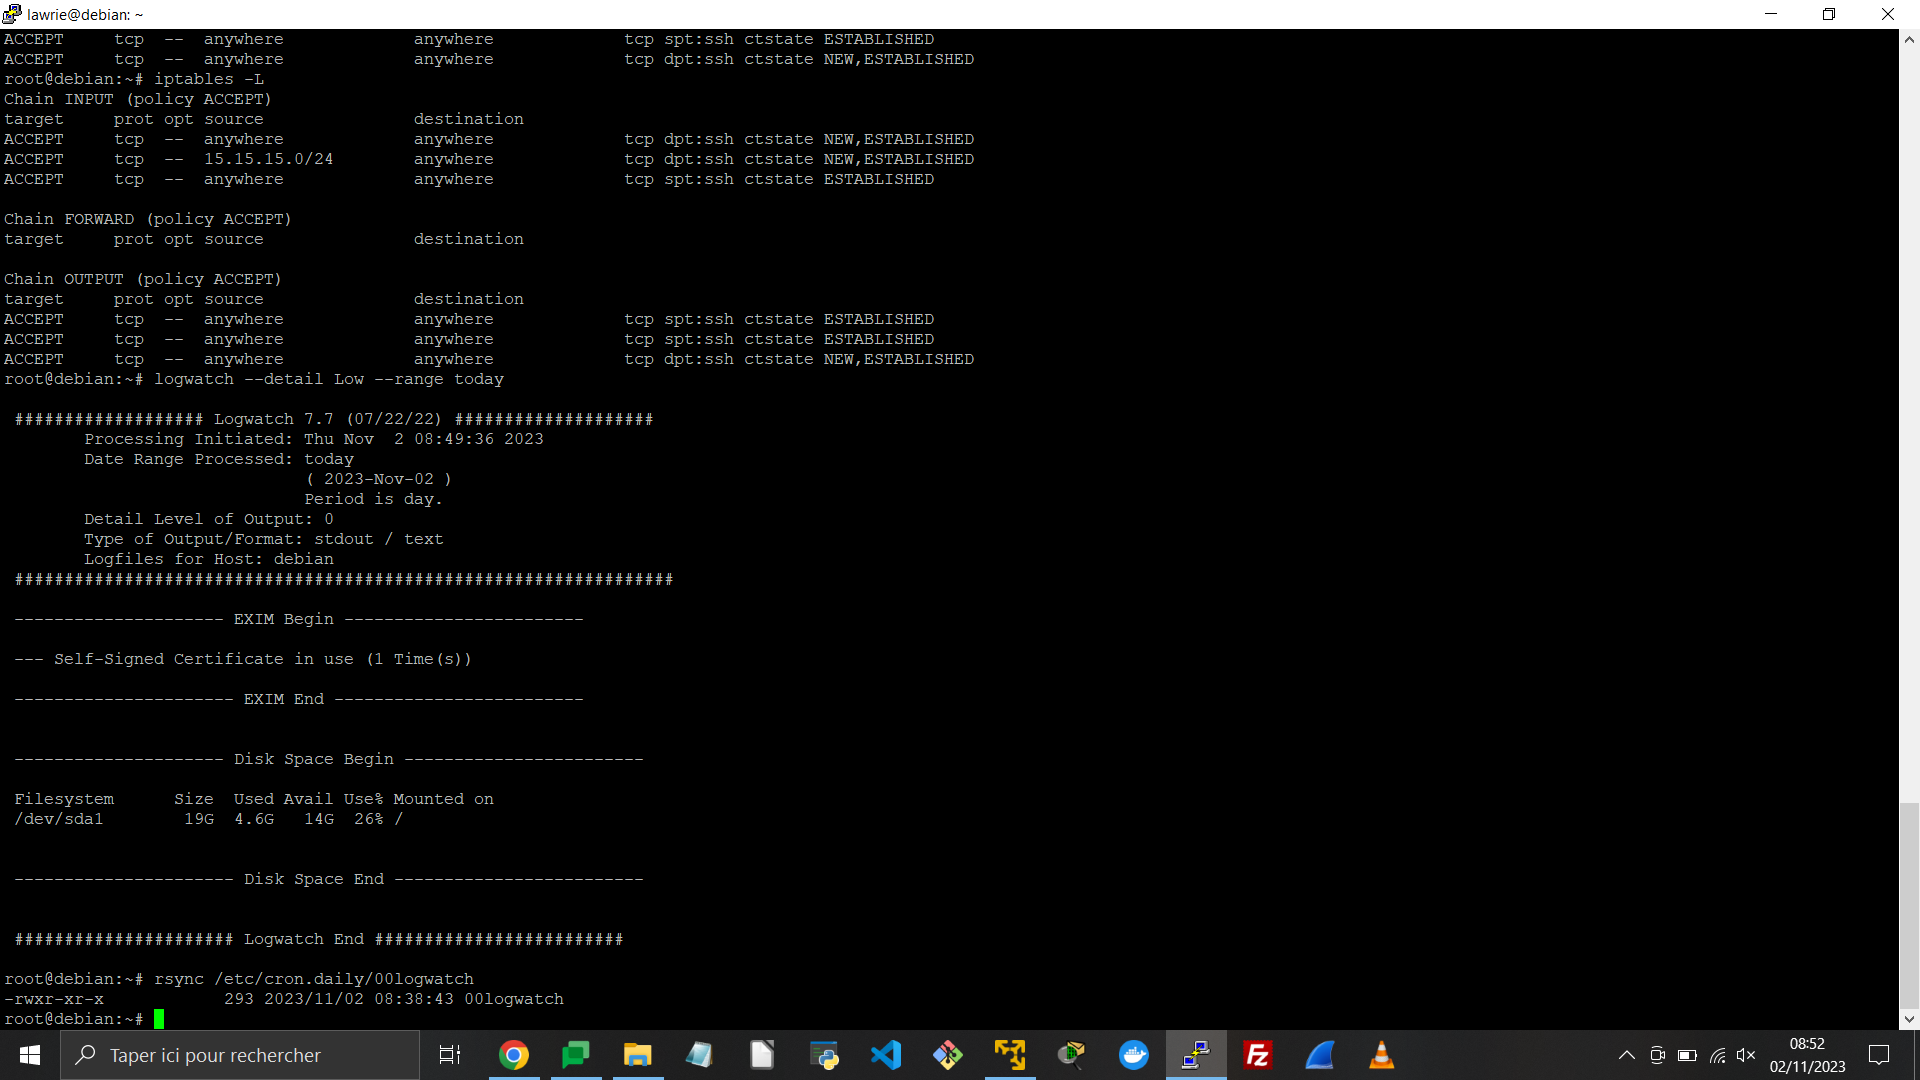 lawrie@debian: ~
ACCEPT     tcp  --  anywhere             anywhere             tcp spt:ssh ctstate ESTABLISHED
ACCEPT     tcp  --  anywhere             anywhere             tcp dpt:ssh ctstate NEW,ESTABLISHED
root@debian:~# iptables -L
Chain INPUT (policy ACCEPT)
target     prot opt source               destination
ACCEPT     tcp  --  anywhere             anywhere             tcp dpt:ssh ctstate NEW,ESTABLISHED
ACCEPT     tcp  --  15.15.15.0/24        anywhere             tcp dpt:ssh ctstate NEW,ESTABLISHED
ACCEPT     tcp  --  anywhere             anywhere             tcp spt:ssh ctstate ESTABLISHED
Chain FORWARD (policy ACCEPT)
target     prot opt source               destination
Chain OUTPUT (policy ACCEPT)
target     prot opt source               destination
ACCEPT     tcp  --  anywhere             anywhere             tcp spt:ssh ctstate ESTABLISHED
ACCEPT     tcp  --  anywhere             anywhere             tcp spt:ssh ctstate ESTABLISHED
ACCEPT     tcp  --  anywhere             anywhere             tcp dpt:ssh ctstate NEW,ESTABLISHED
root@debian:~# logwatch --detail Low --range today
################### Logwatch 7.7 (07/22/22) ####################
Processing Initiated: Thu Nov  2 08:49:36 2023
Date Range Processed: today
( 2023-Nov-02 )
Period is day.
Detail Level of Output: 0
Type of Output/Format: stdout / text
Logfiles for Host: debian
##################################################################
--------------------- EXIM Begin ------------------------
--- Self-Signed Certificate in use (1 Time(s))
---------------------- EXIM End -------------------------
--------------------- Disk Space Begin ------------------------
Filesystem      Size  Used Avail Use% Mounted on
/dev/sda1        19G  4.6G   14G  26% /
---------------------- Disk Space End -------------------------
###################### Logwatch End #########################
root@debian:~# rsync /etc/cron.daily/00logwatch
-rwxr-xr-x            293 2023/11/02 08:38:43 00logwatch
root@debian:~#
Taper ici pour rechercher
Fz
08:52
02/11/2023